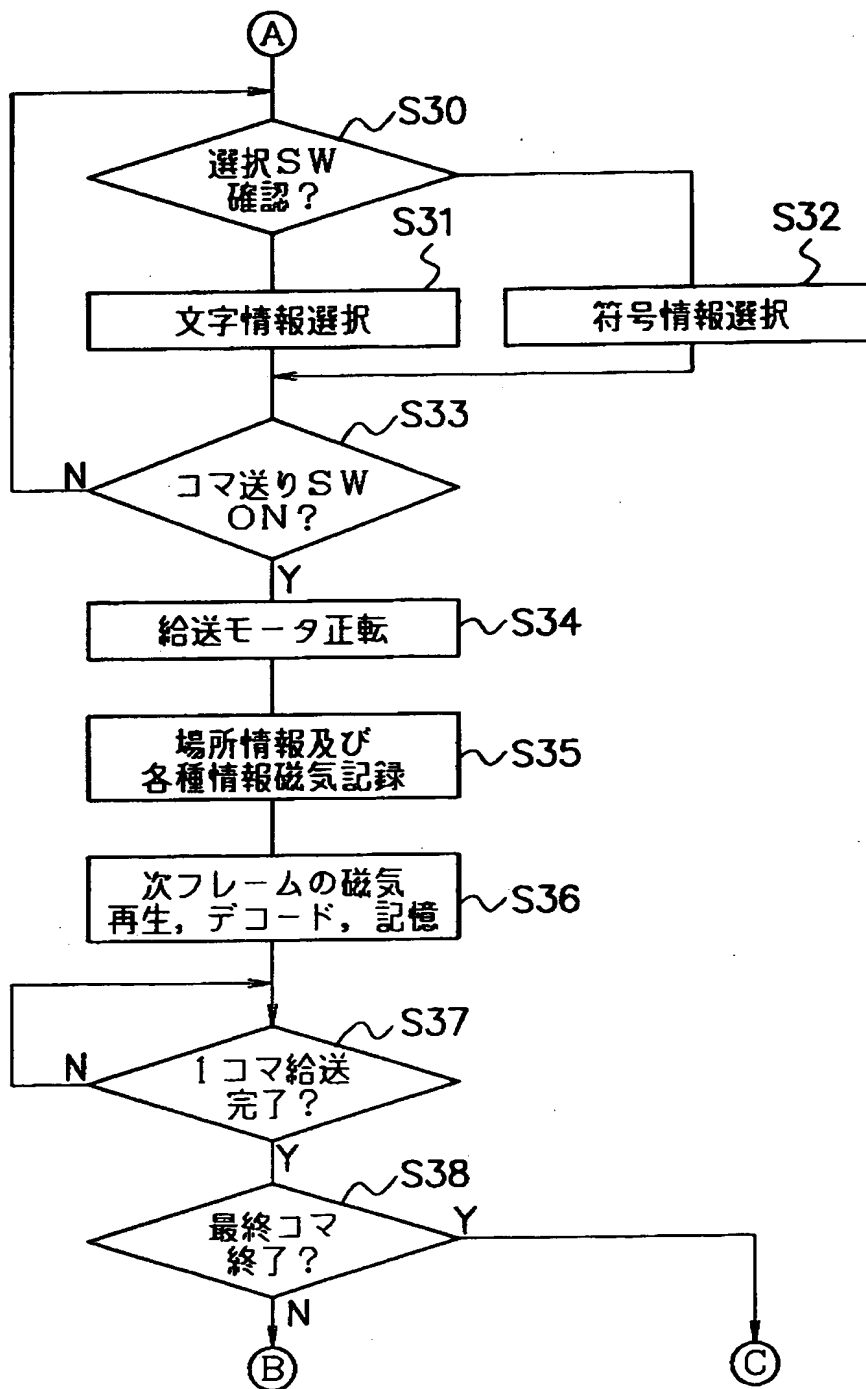 A
S30
選択SW
確認?
S31
S32
文字情報選択
符号情報選択
S33
N
コマ送りSW
ON?
Y
給送モータ正転
S34
場所情報及び
各種情報磁気記録
S35
次フレームの磁気
再生,デコード,記憶
S36
S37
N
1コマ給送
完了?
Y
S38
最終コマ
終了?
Y
N
B
C